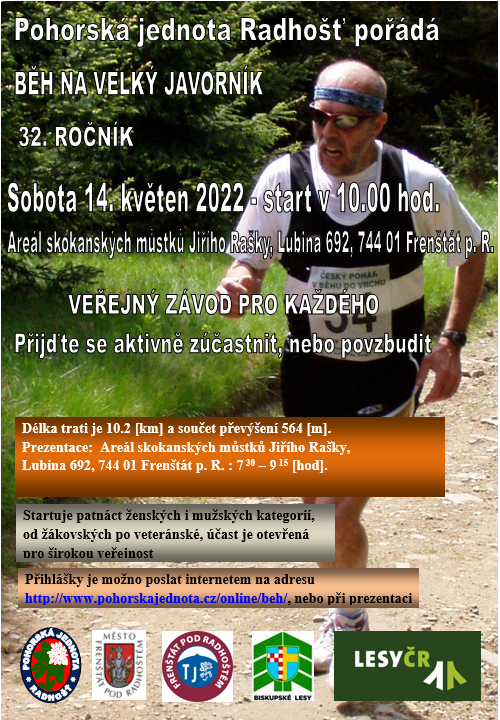 Pohorská jednota Radhošť pořádá
BĚH NA VELKÝ JAVORNÍK
32. ROČNÍK
Sobota 14. květen 2022 - start v 10.00 hod.
Areál skokanských můstků Jiřího Rašky, Lubina 692, 744 01 Frenštát p. R.
ČESKÝ POHÁR
V BĚHU DO VRCHU
VEŘEJNÝ ZÁVOD PRO KAŽDÉHO
34
Přijďte se aktivně zúčastnit, nebo povzbudit
Délka trati je 10.2 [km] a součet převýšení 564 [m].
Prezentace: Areál skokanských můstků Jiřího Rašky,
Lubina 692, 744 01 Frenštát p. R. : 7 30 – 9 15 [hod].
Startuje patnáct ženských i mužských kategorií,
od žákovských po veteránské, účast je otevřená
pro širokou veřejnost
Přihlášky je možno poslat internetem na adresu
http://www.pohorskajednota.cz/online/beh/, nebo při prezentaci
POHORSKÁ JEDNOTA
RADHOŠŤ
MĚSTO
FRENŠTÁT POD RADHOŠTĚM
FRENŠTÁT POD RADHOŠTĚM
TJ
BISKUPSKÉ LESY
LESY ČR